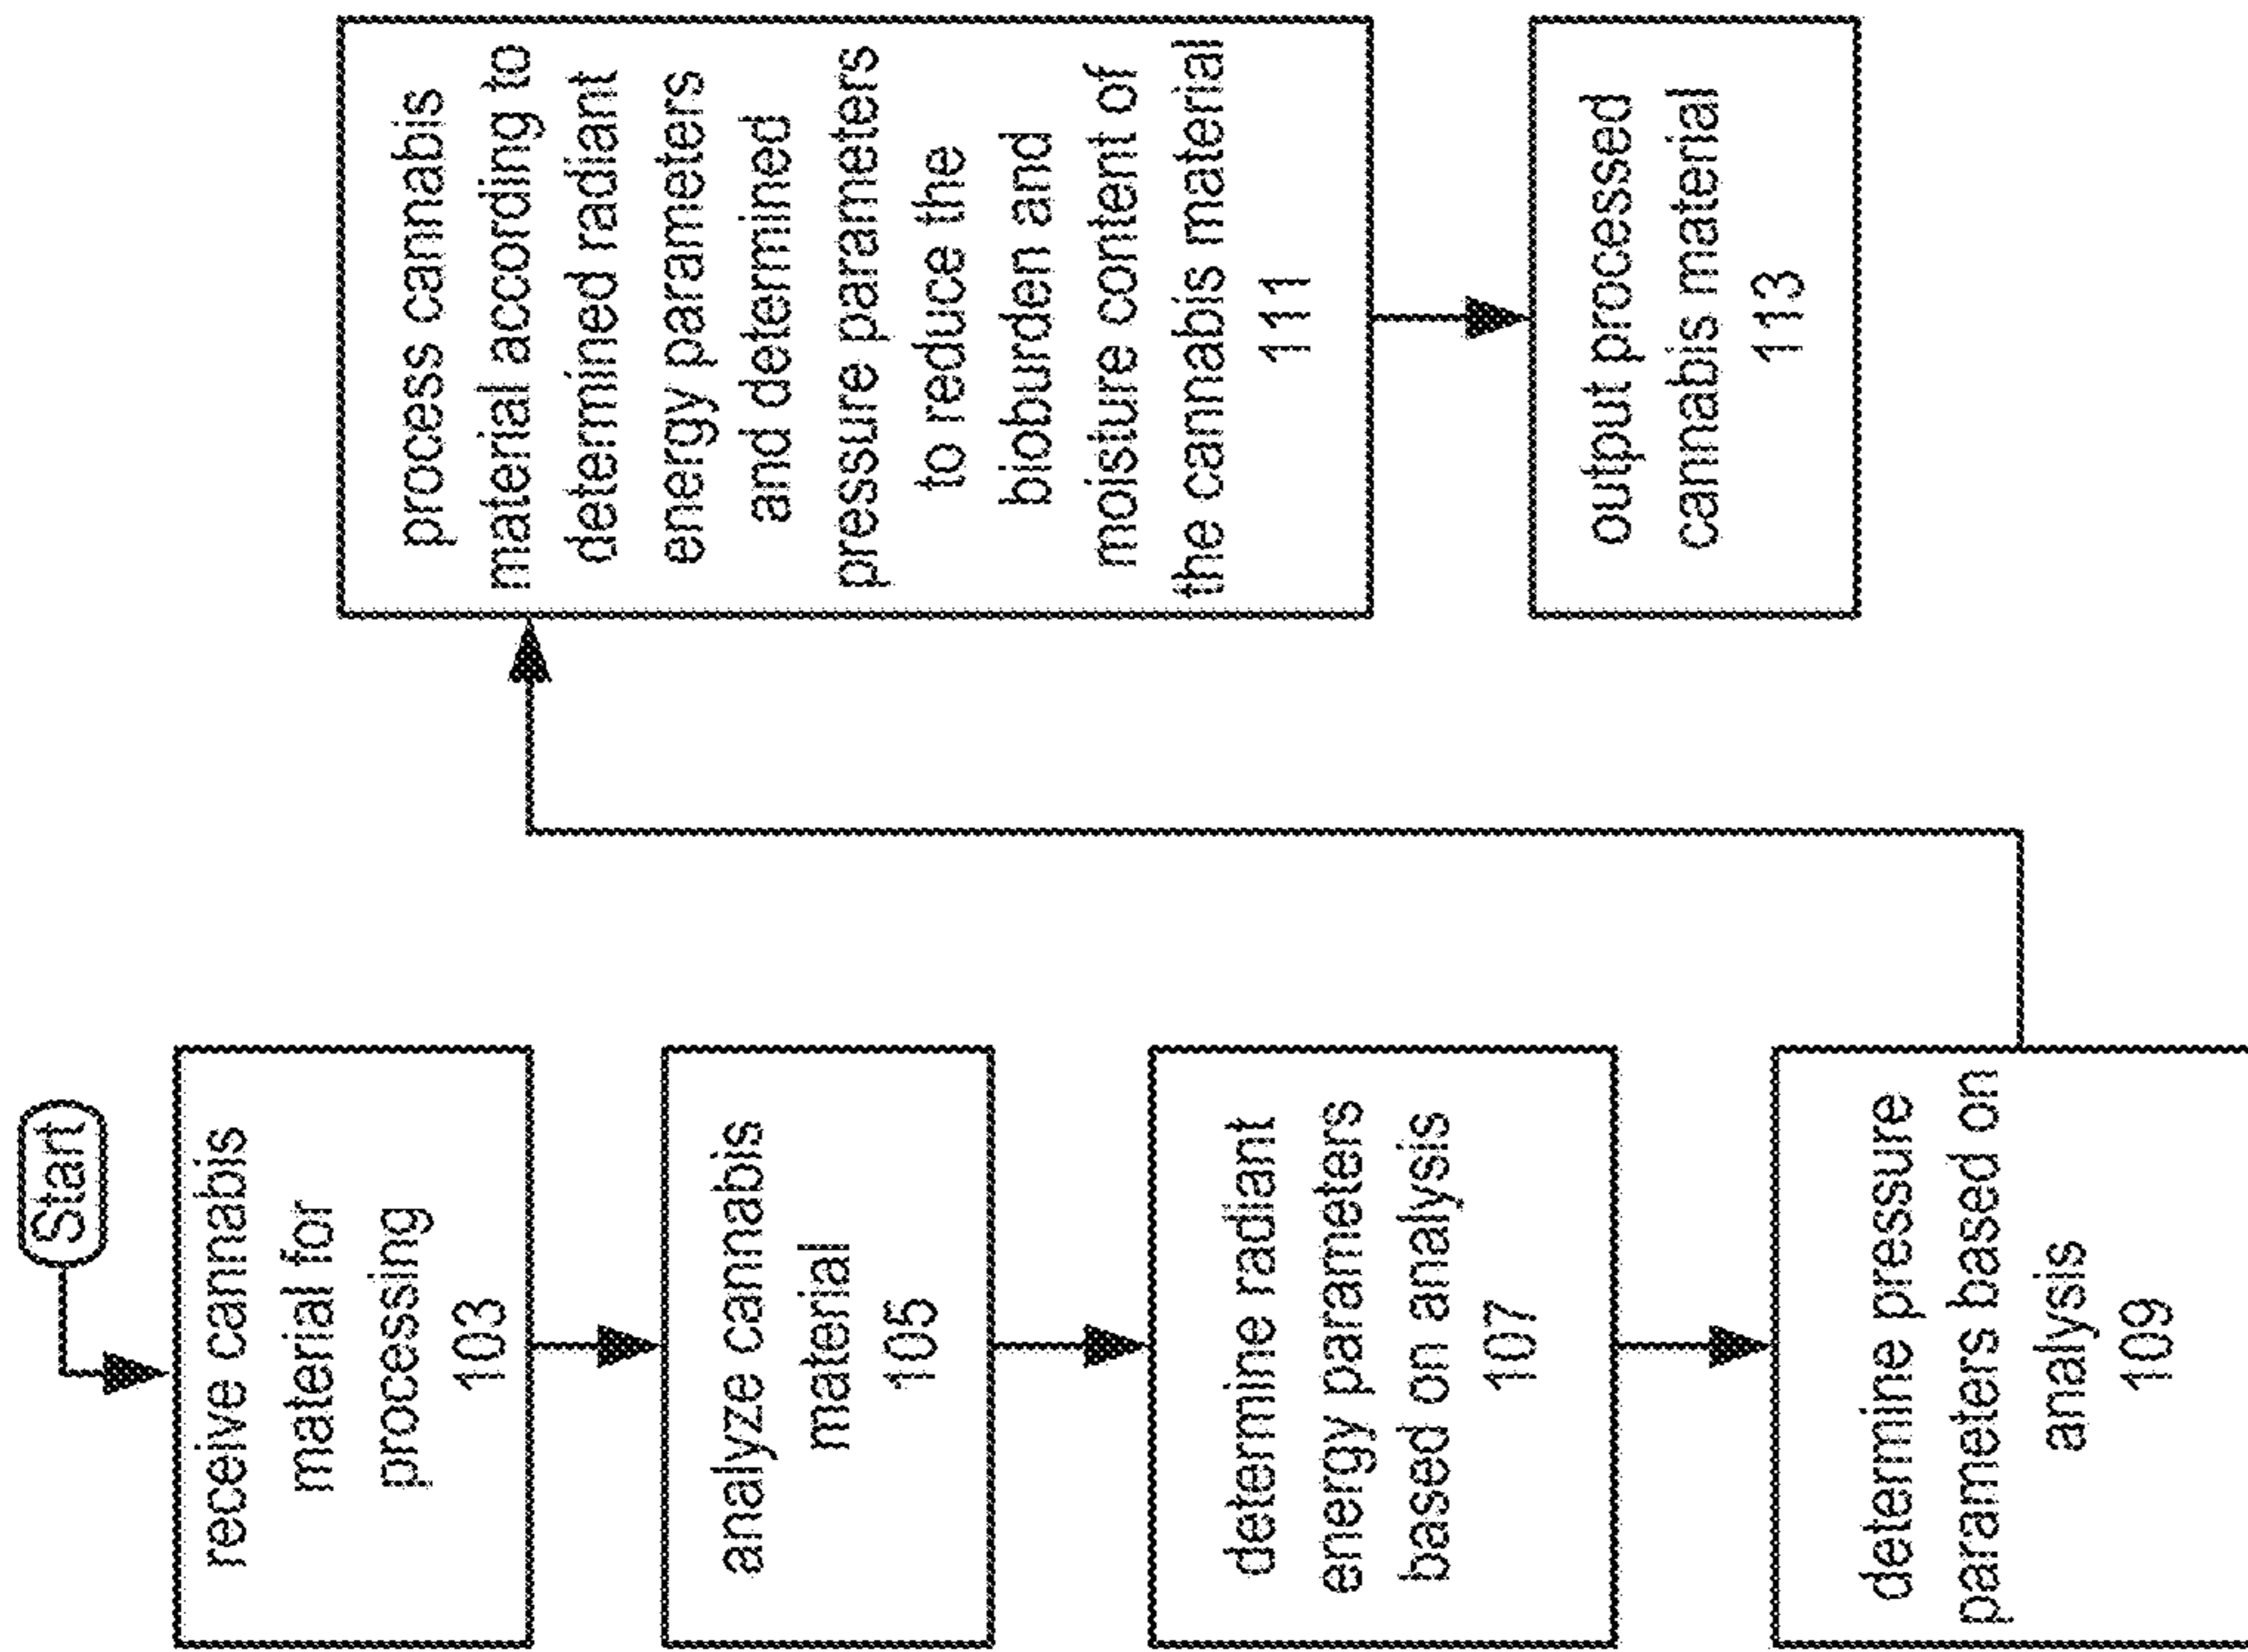 Start
receive cannabis
material for
processing
103
analyze cannabis
material
105
determine radiant
energy parameters
based on analysis
107
determine pressure
parameters based on
analysis
109
process cannabis
material according to
determined radiant
energy parameters
and determined
pressure parameters
to reduce the
bioburden and
moisture content of
the cannabis material
111
output processed
cannabis material
113